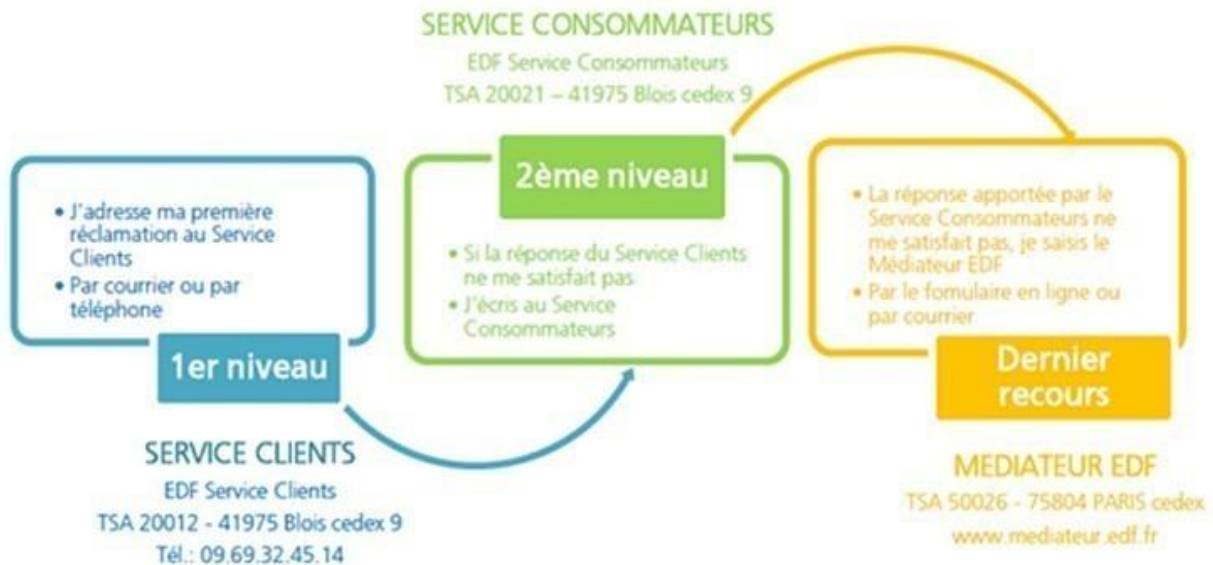 SERVICE CONSOMMATEURS
EDF Service Consommateurs
TSA 20021 – 41975 Blois cedex 9
• J'adresse ma première
réclamation au Service
Clients
• Par courrier ou par
téléphone
1er niveau
SERVICE CLIENTS
EDF Service Clients
TSA 20012 - 41975 Blois cedex 9
Tél.: 09.69.32.45.14
2ème niveau
• Si la réponse du Service Clients
ne me satisfait pas
• J'écris au Service
Consommateurs
• La réponse apportée par le
Service Consommateurs ne
me satisfait pas, je saisis le
Médiateur EDF
• Par le fomulaire en ligne ou
par courrier
Dernier
recours
MEDIATEUR EDF
TSA 50026 - 75804 PARIS cedex
www.mediateur.edf.fr